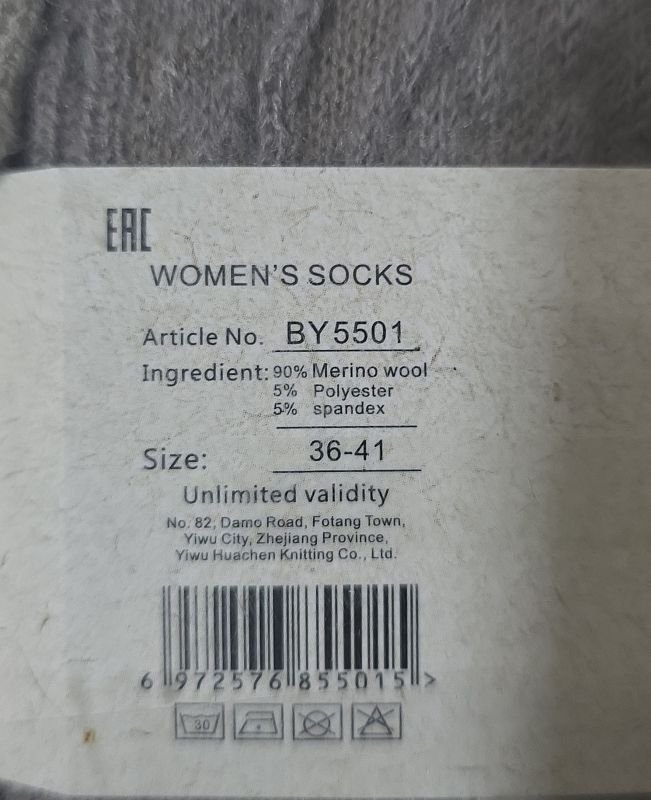 EAC
WOMEN'S SOCKS
Article No. BY5501
Ingredient: 90% Merino wool
5% Polyester
5% spandex
Size: 36-41
Unlimited validity
No. 82, Damo Road, Fotang Town,
Yiwu City, Zhejiang Province,
Yiwu Huachen Knitting Co., Ltd.
6 972576 855015 >
30